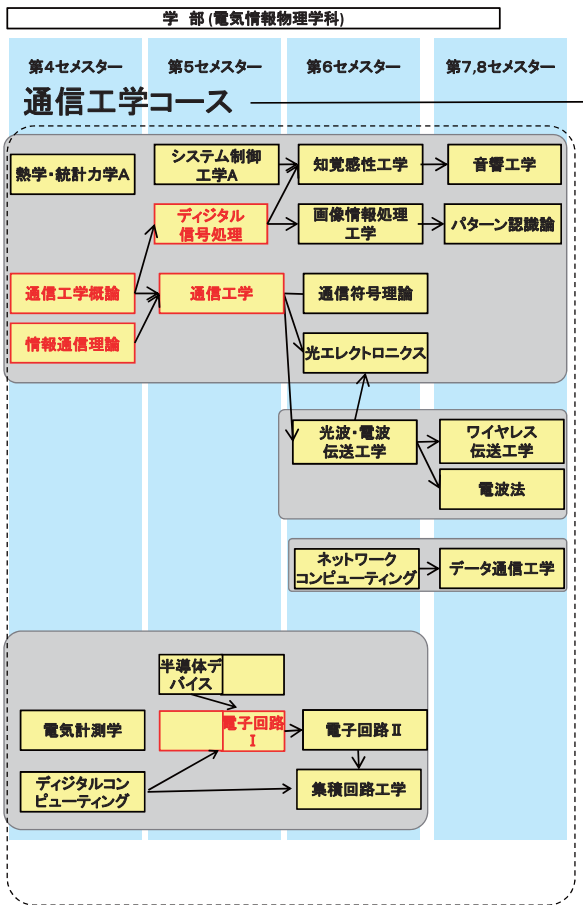 学 部 (電気情報物理学科)
第4セメスター
第5セメスター
第6セメスター
第7,8セメスター
通信工学コース
熱学・統計力学A
システム制御
工学A
知覚感性工学
音響工学
ディジタル
信号処理
画像情報処理
工学
パターン認識論
通信工学概論
通信工学
通信符号理論
情報通信理論
光エレクトロニクス
光波・電波
伝送工学
ワイヤレス
伝送工学
電波法
ネットワーク
コンピューティング
データ通信工学
半導体デ
バイス
電気計測学
電子回路
I
電子回路Ⅱ
ディジタルコン
ピューティング
集積回路工学